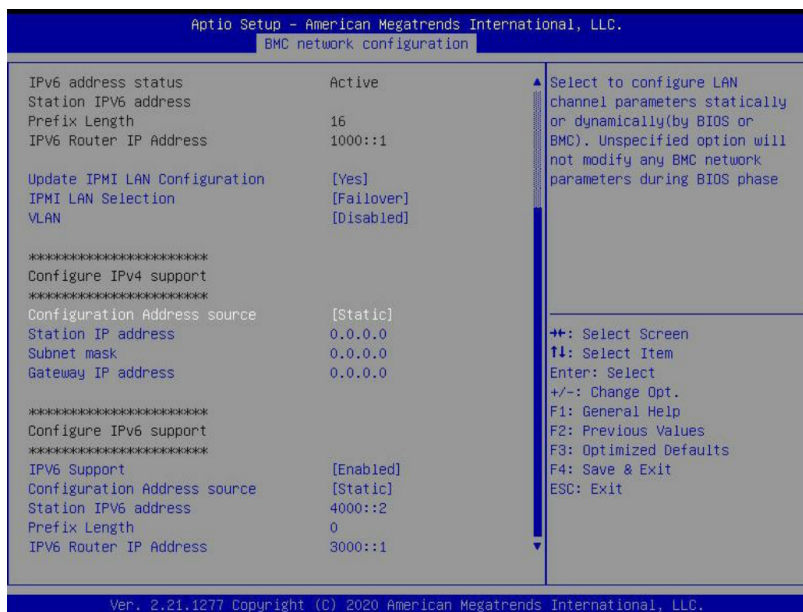 Aptio Setup – American Megatrends International, LLC.
BMC network configuration
IPv6 address status Active
Station IPV6 address
Prefix Length 16
IPV6 Router IP Address 1000::1
Update IPMI LAN Configuration [Yes]
IPMI LAN Selection [Failover]
VLAN [Disabled]
***********************
Configure IPv4 support
***********************
Configuration Address source [Static]
Station IP address 0.0.0.0
Subnet mask 0.0.0.0
Gateway IP address 0.0.0.0
***********************
Configure IPv6 support
***********************
IPV6 Support [Enabled]
Configuration Address source [Static]
Station IPV6 address 4000::2
Prefix Length 0
IPV6 Router IP Address 3000::1
Select to configure LAN
channel parameters statically
or dynamically(by BIOS or
BMC). Unspecified option will
not modify any BMC network
parameters during BIOS phase
→←: Select Screen
↑↓: Select Item
Enter: Select
+/-: Change Opt.
F1: General Help
F2: Previous Values
F3: Optimized Defaults
F4: Save & Exit
ESC: Exit
Ver. 2.21.1277 Copyright (C) 2020 American Megatrends International, LLC.